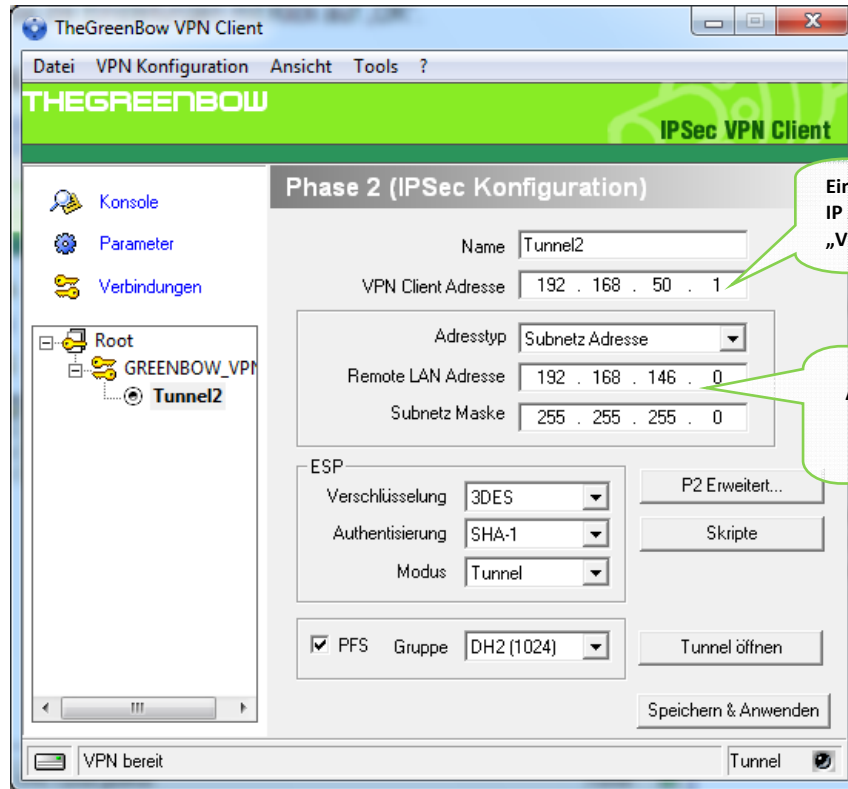 TheGreenBow VPN Client
Datei VPN Konfiguration Ansicht Tools ?
THEGREENBOW
IPSec VPN Client
Konsole
Parameter
Verbindungen
Root
GREENBOW_VPN
Tunnel2
Phase 2 (IPSec Konfiguration)
Name Tunnel2
VPN Client Adresse 192 . 168 . 50 . 1
Adresstyp Subnetz Adresse
Remote LAN Adresse 192 . 168 . 146 . 0
Subnetz Maske 255 . 255 . 255 . 0
ESP
Verschlüsselung 3DES
Authentisierung SHA-1
Modus Tunnel
P2 Erweitert...
Skripte
PFS Gruppe DH2 (1024)
Tunnel öffnen
Speichern & Anwenden
IP
VPN bereit
Tunnel